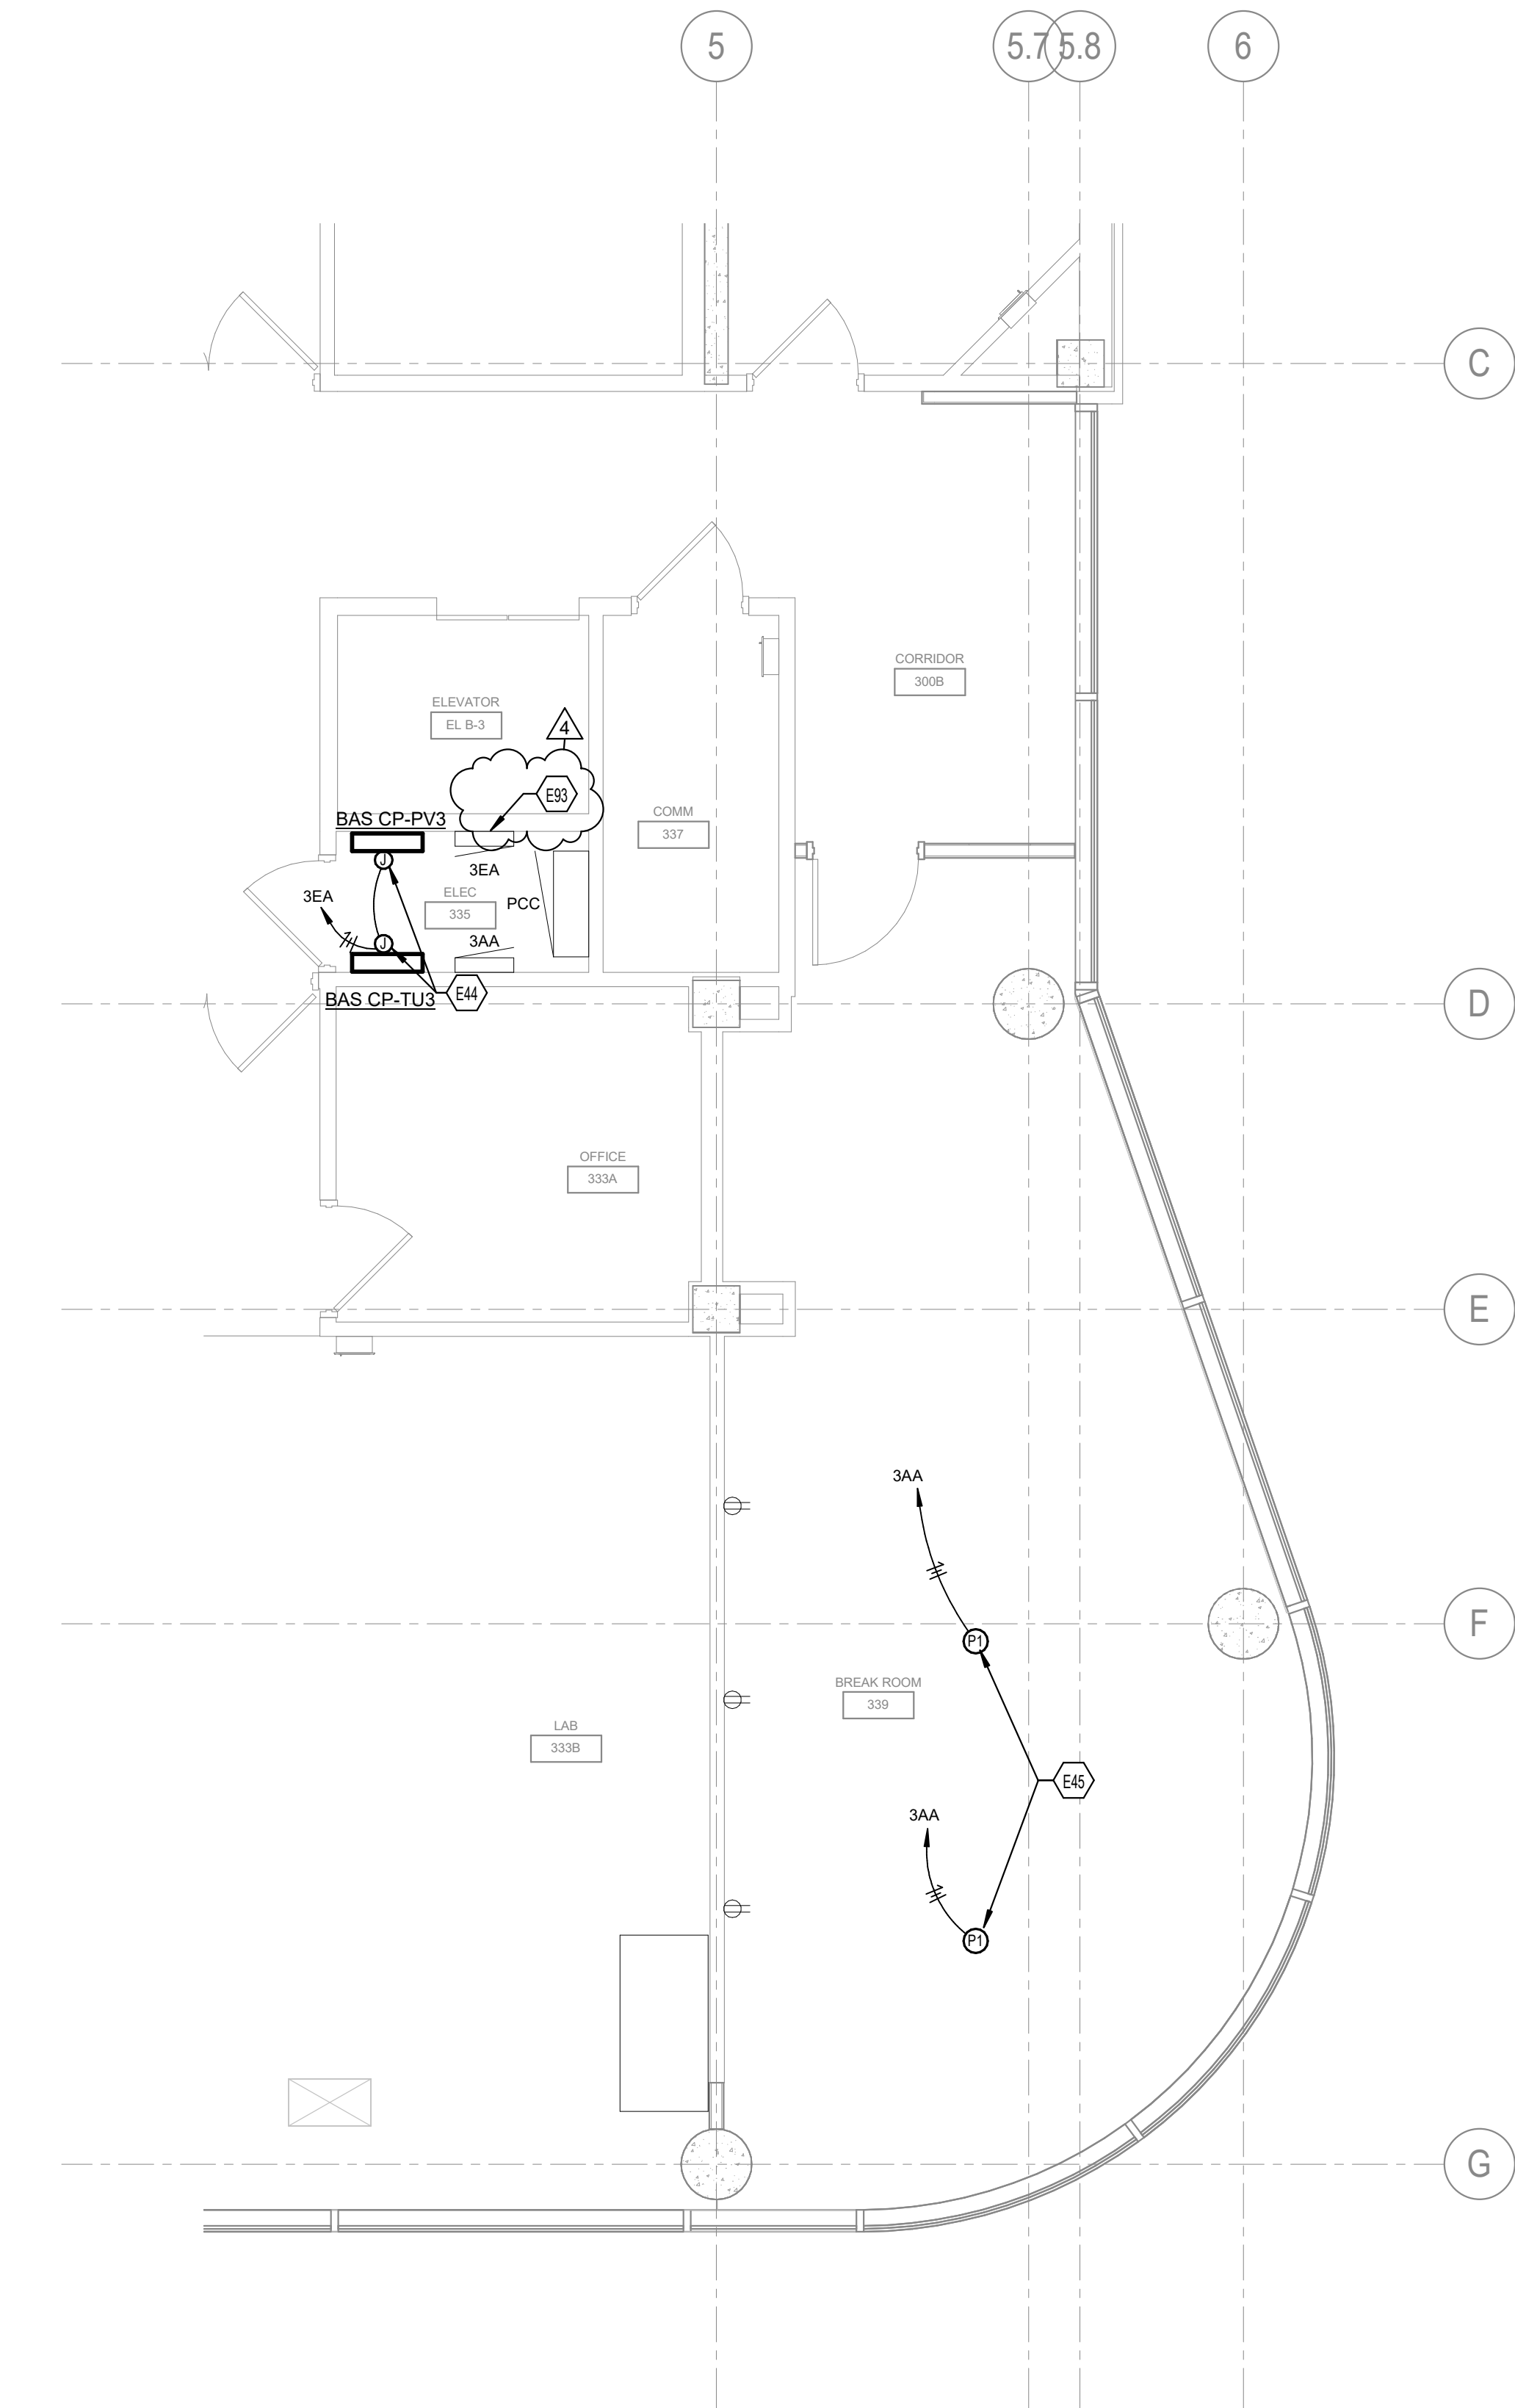 5
5.7
5.8
6
C
CORRIDOR
300B
ELEVATOR
EL B-3
4
E93
COMM
337
BAS CP-PV3
J
3EA
3EA
ELEC
335
PCC
J
3AA
BAS CP-TU3
E44
D
OFFICE
333A
E
3AA
F
P1
BREAK ROOM
339
LAB
333B
E45
3AA
P1
G